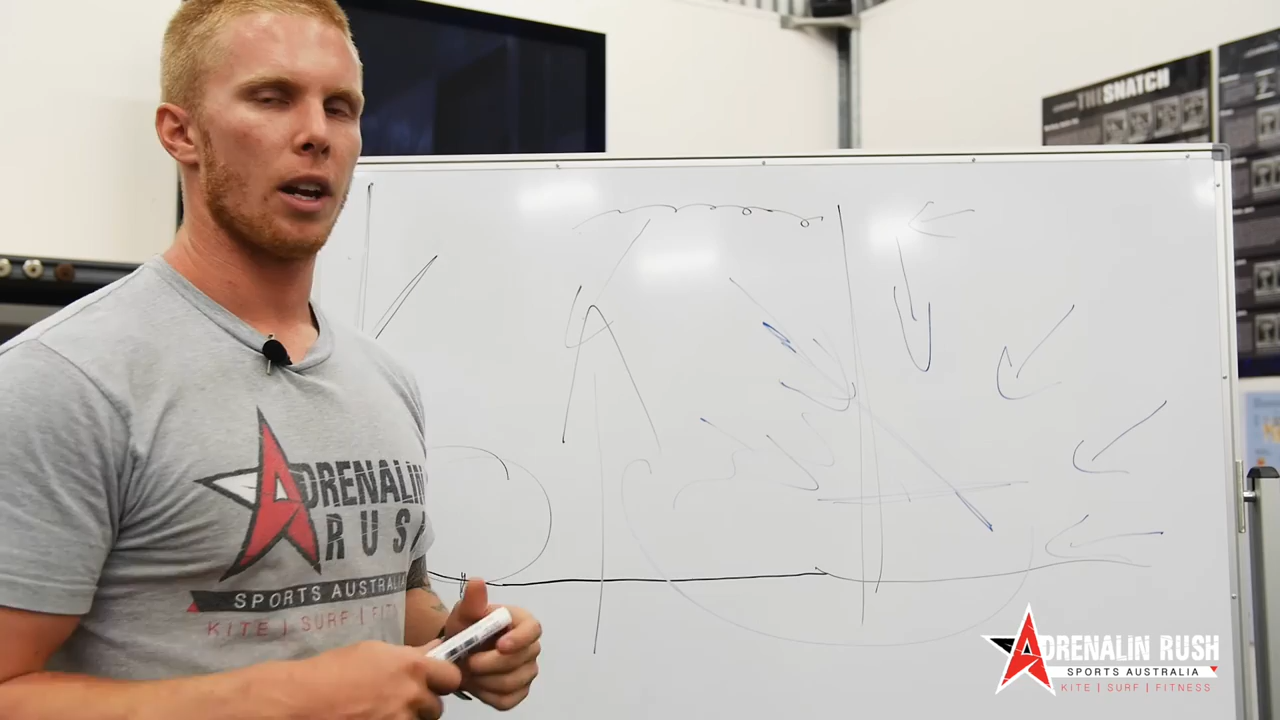 THE SNATCH
ADRENALIN
RUSH
SPORTS AUSTRALIA
KITE | SURF | FIT
ADRENALIN RUSH
SPORTS AUSTRALIA
KITE | SURF | FITNESS